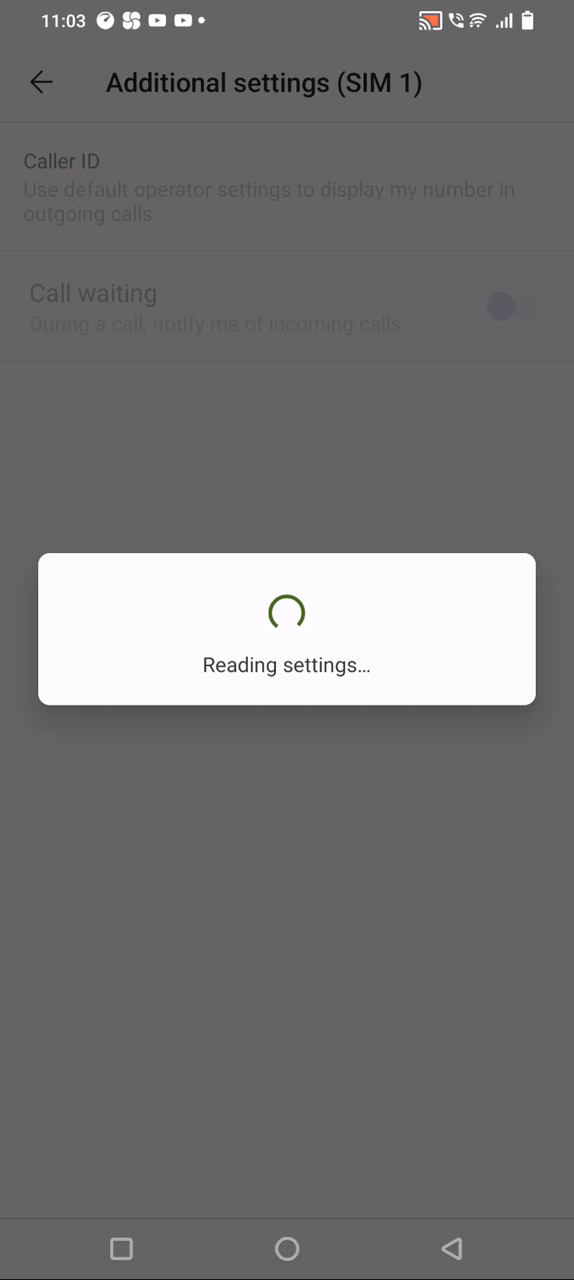 11:03
Additional settings (SIM 1)
Caller ID
Use default operator settings to display my number in
outgoing calls
Call waiting
During a call, notify me of incoming calls
Reading settings...